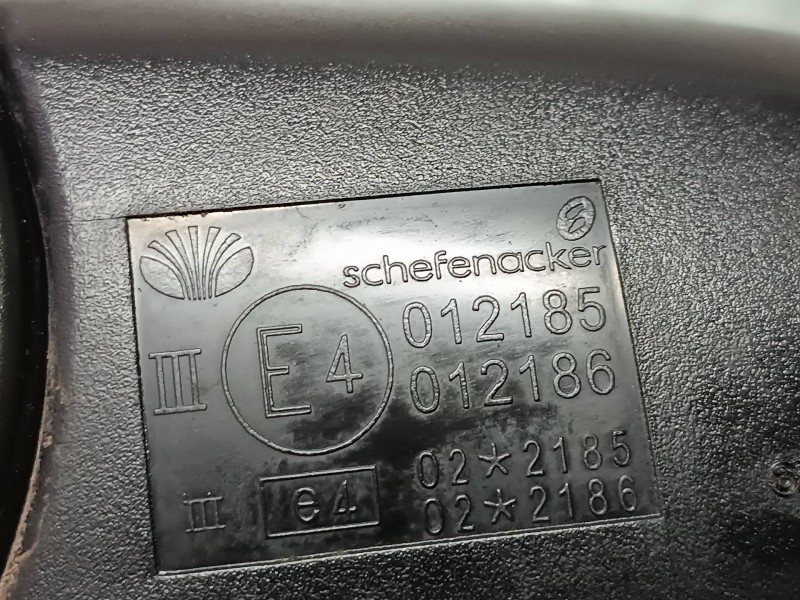 schefenacker
012185
III E4 012186
02*2185
III e4 02*2186